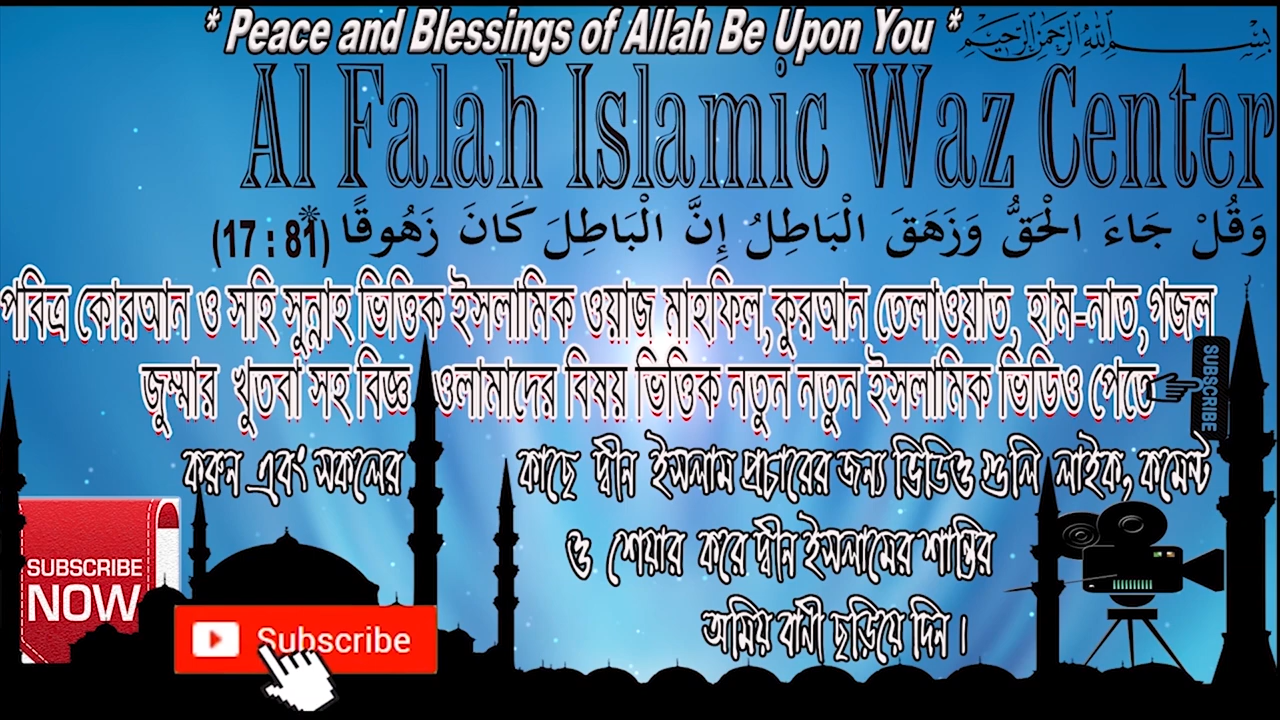 * Peace and Blessings of Allah Be Upon You *
بِسْمِ اللهِ الرَّحْمٰنِ الرَّحِيْمِ
Al Falah Islamic Waz Center
وَقُلْ جَاءَ الْحَقُّ وَزَهَقَ الْبَاطِلُ إِنَّ الْبَاطِلَ كَانَ زَهُوقًا (17 : 81)
পবিত্র কোরআন ও সহি সুন্নাহ ভিত্তিক ইসলামিক ওয়াজ মাহফিল,কুরআন তেলাওয়াত, হাম-নাত,গজল
জুম্মার খুতবা সহ বিজ্ঞ ওলামাদের বিষয় ভিত্তিক নতুন নতুন ইসলামিক ভিডিও পেতে
SUBSCRIBE
করুন এবং সকলের কাছে দ্বীন ইসলাম প্রচারের জন্য ভিডিও গুলি লাইক, কমেন্ট
ও শেয়ার করে দ্বীন ইসলামের শান্তির
অমিয় বানী ছড়িয়ে দিন।
SUBSCRIBE
NOW
Subscribe